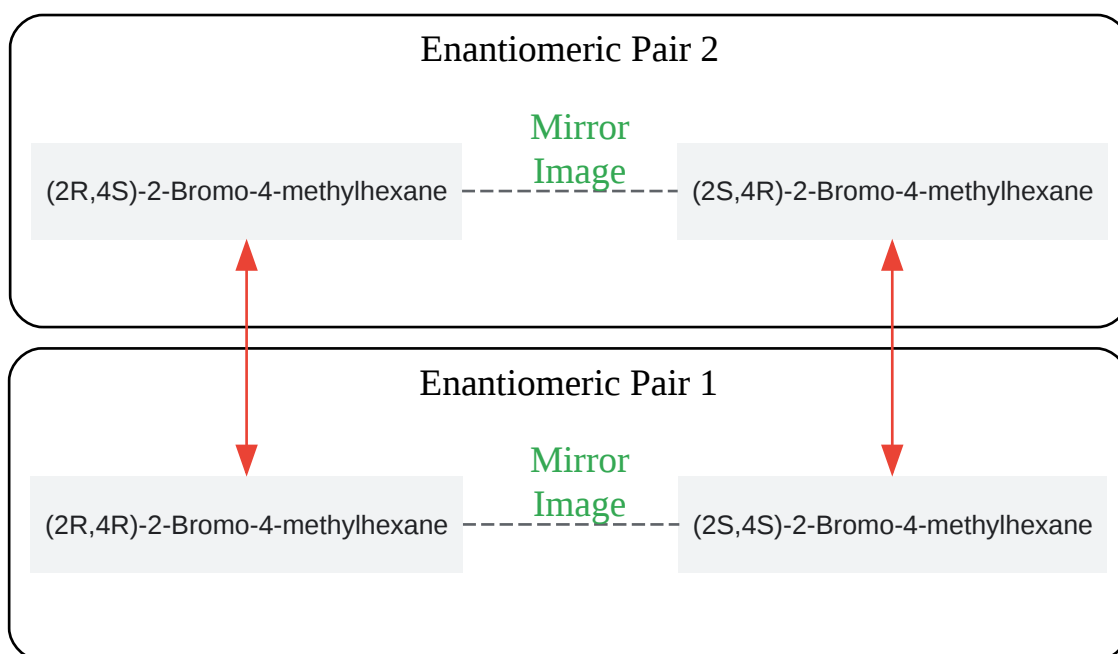 Enantiomeric Pair 2
Mirror
Image
(2R,4S)-2-Bromo-4-methylhexane
(2S,4R)-2-Bromo-4-methylhexane
Enantiomeric Pair 1
Mirror
Image
(2R,4R)-2-Bromo-4-methylhexane
(2S,4S)-2-Bromo-4-methylhexane